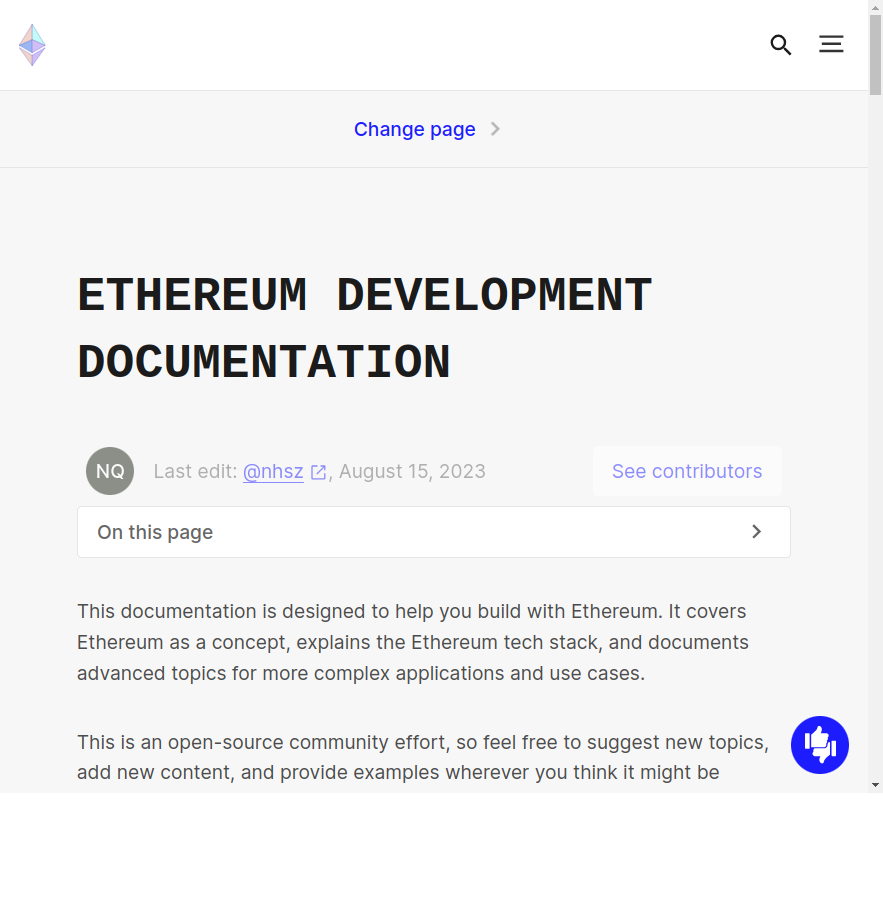 Change page
ETHEREUM DEVELOPMENT
DOCUMENTATION
NQ
Last edit: @nhsz, August 15, 2023
See contributors
On this page
This documentation is designed to help you build with Ethereum. It covers
Ethereum as a concept, explains the Ethereum tech stack, and documents
advanced topics for more complex applications and use cases.
This is an open-source community effort, so feel free to suggest new topics,
add new content, and provide examples wherever you think it might be